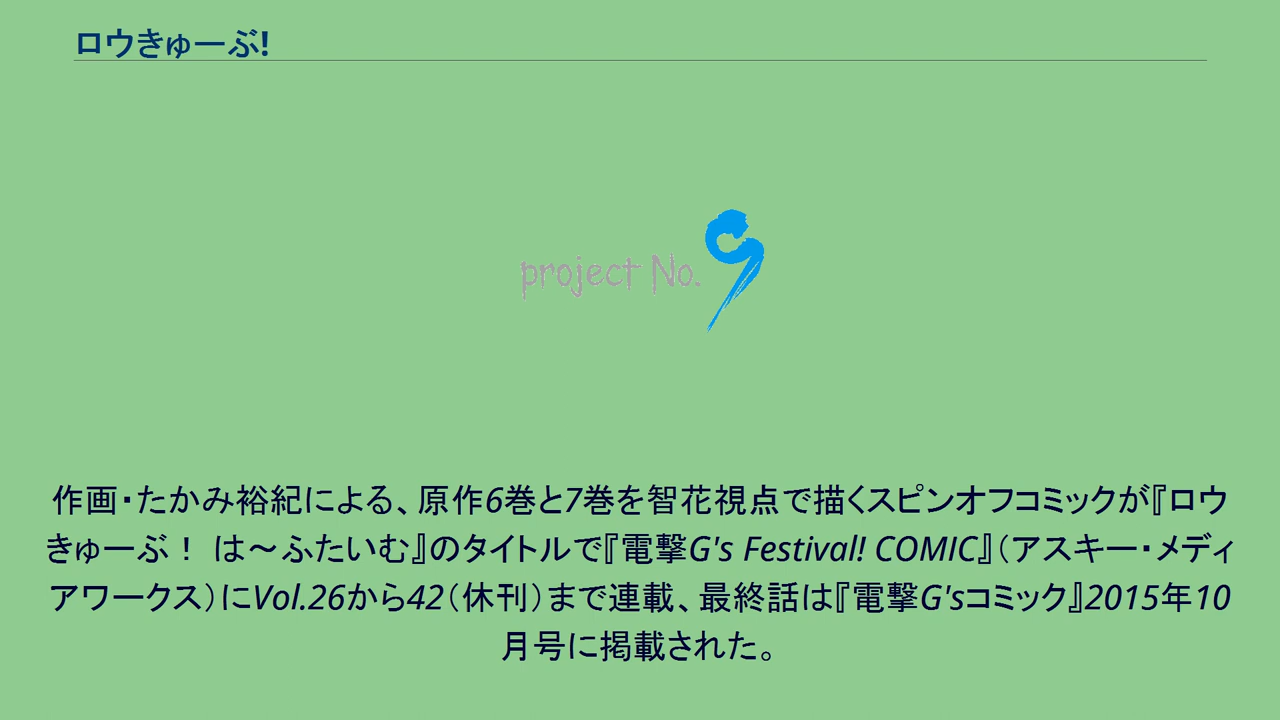 ロウきゅーぶ!
project No.9
作画・たかみ裕紀による、原作6巻と7巻を智花視点で描くスピンオフコミックが『ロウ
きゅーぶ！ は〜ふたいむ』のタイトルで『電撃G's Festival! COMIC』（アスキー・メディ
アワークス）にVol.26から42（休刊）まで連載、最終話は『電撃G'sコミック』2015年10
月号に掲載された。